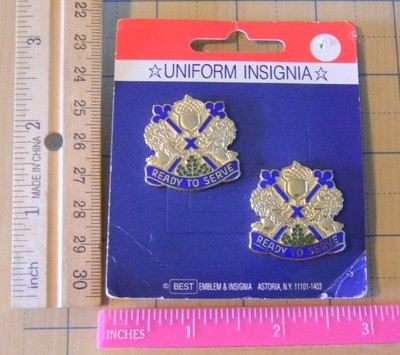 ☆UNIFORM INSIGNIA☆
READY TO SERVE
READY TO SERVE
© BEST EMBLEM & INSIGNIA ASTORIA, N.Y. 11101-1403
INCHES 1 2 3
inch 1 2 3
MADE IN CHINA
30 29 28 27 26 25 24 23 22